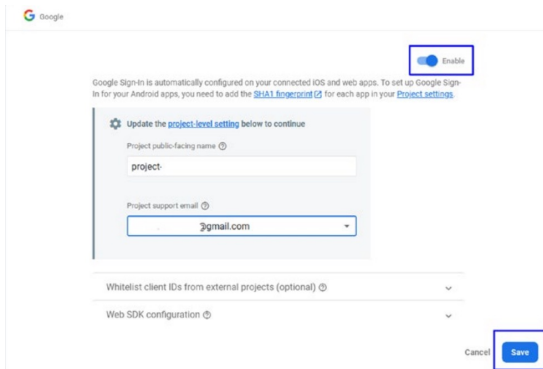 Google
Enable
Google Sign-In is automatically configured on your connected iOS and web apps. To set up Google Sign-
In for your Android apps, you need to add the SHA1 fingerprint for each app in your Project settings.
Update the project-level setting below to continue
Project public-facing name
project-
Project support email
@gmail.com
Whitelist client IDs from external projects (optional)
Web SDK configuration
Cancel
Save